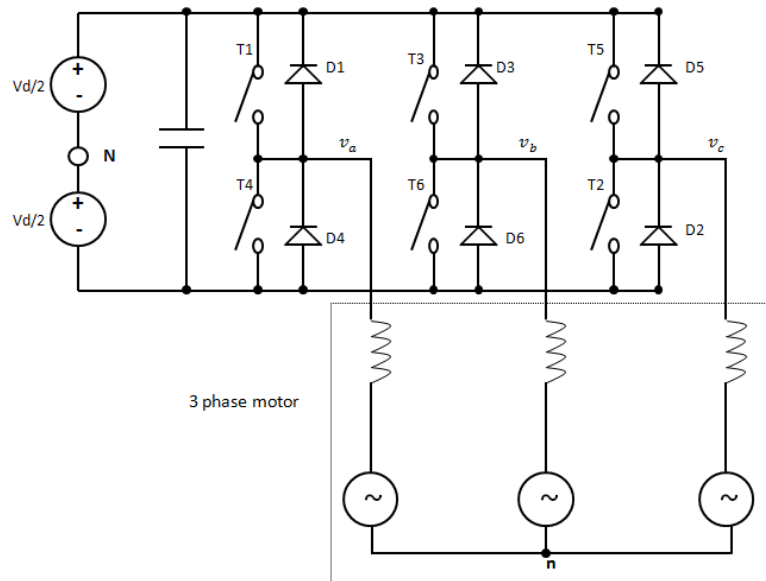 T1
D1
T3
D3
T5
D5
+
-
Vd/2
N
v_a
v_b
v_c
Vd/2
+
-
T4
D4
T6
D6
T2
D2
3 phase motor
~
~
~
n